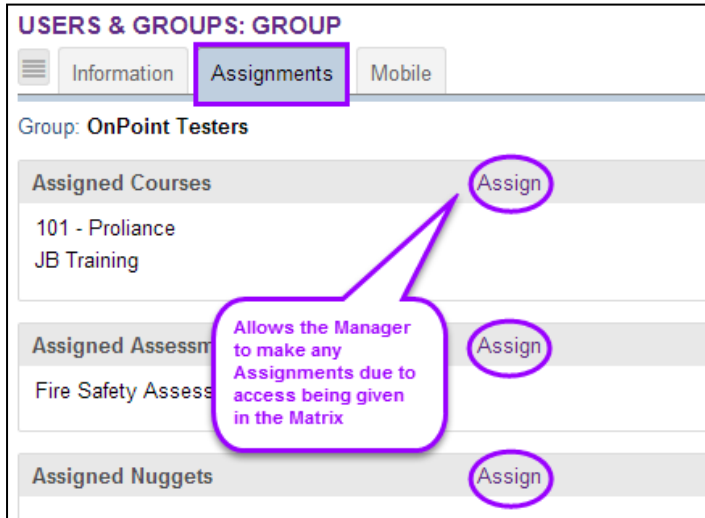 USERS & GROUPS: GROUP
Information Assignments Mobile
Group: OnPoint Testers
Assigned Courses Assign
101 - Proliance
JB Training
Allows the Manager
to make any
Assignments due to
access being given
in the Matrix
Assigned Assessm Assign
Fire Safety Assess
Assigned Nuggets Assign